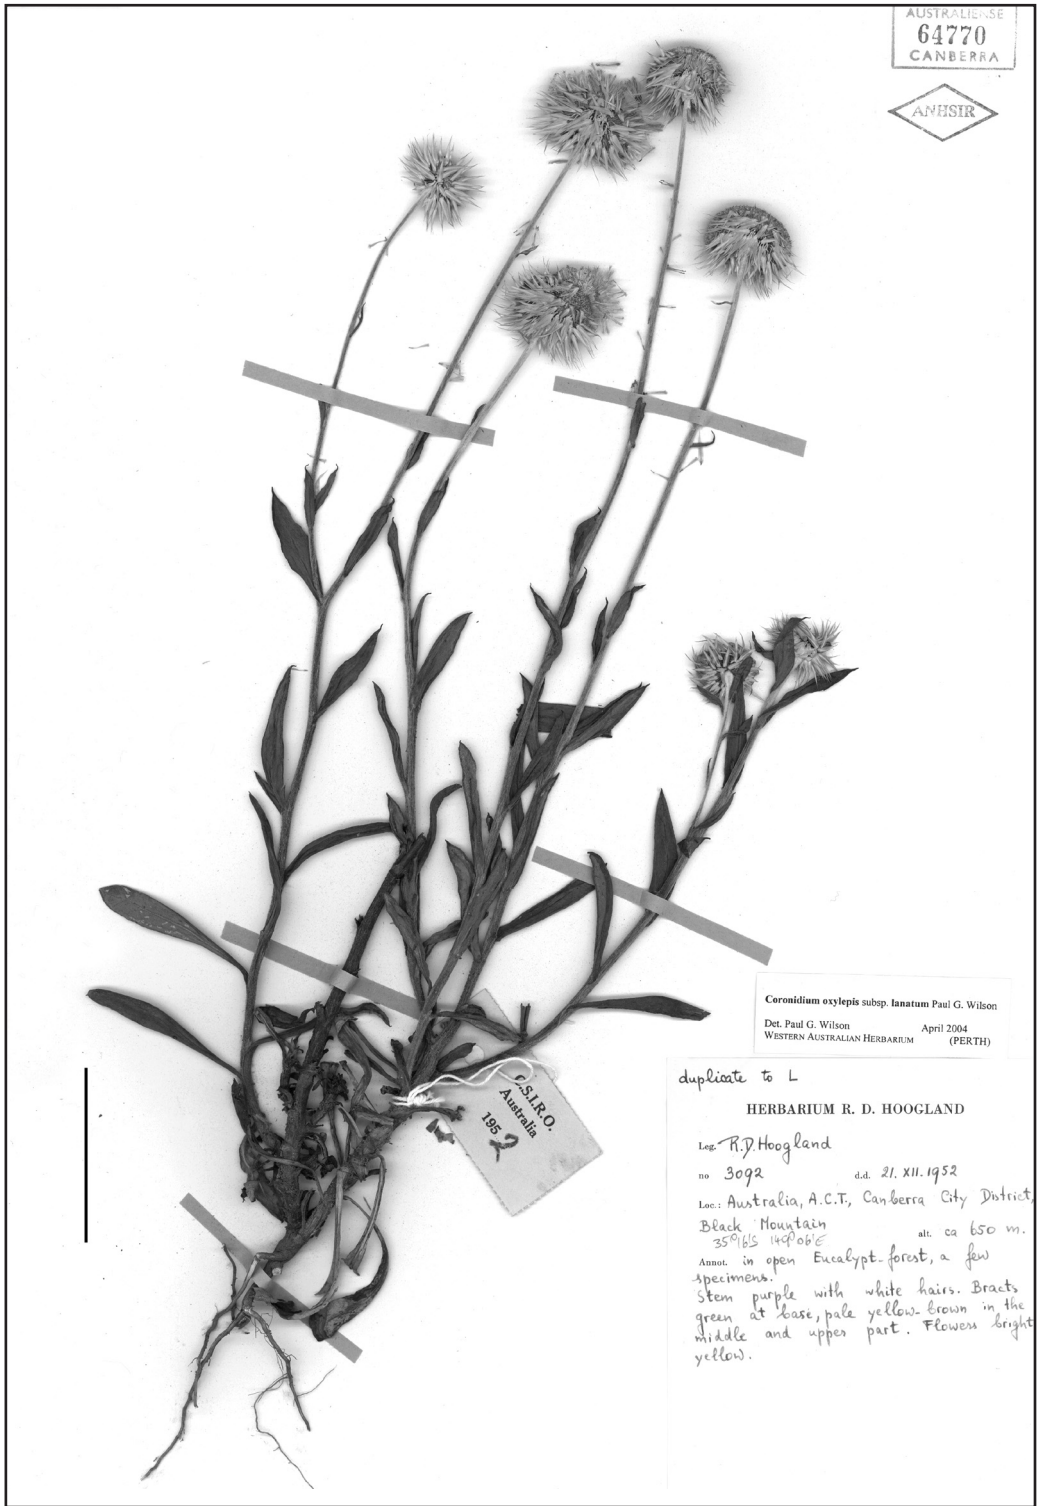 AUSTRALIENSE
64770
CANBERRA
ANHSIR
Coronidium oxylepis subsp. lanatum Paul G. Wilson
Det. Paul G. Wilson April 2004
WESTERN AUSTRALIAN HERBARIUM (PERTH)
C.S.I.R.O.
Australia
1952
duplicate to L
HERBARIUM R. D. HOOGLAND
Leg. R.D. Hoogland
no 3092 d.d. 21. XII. 1952
Loc.: Australia, A.C.T., Canberra City District,
Black Mountain
35°16'S 149°06'E alt. ca 650 m.
Annot. in open Eucalypt-forest, a few
specimens.
Stem purple with white hairs. Bracts
green at base, pale yellow-brown in the
middle and upper part. Flowers bright
yellow.